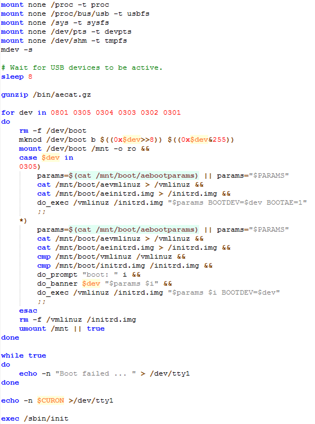 mount none /proc -t proc
mount none /proc/bus/usb -t usbfs
mount none /sys -t sysfs
mount none /dev/pts -t devpts
mount none /dev/shm -t tmpfs
mdev -s
# Wait for USB devices to be active.
sleep 8
gunzip /bin/aecat.gz
for dev in 0801 0305 0304 0303 0302 0301
do
rm -f /dev/boot
mknod /dev/boot b $((0x$dev>>8)) $((0x$dev&255))
mount /dev/boot /mnt -o ro &&
case $dev in
0305)
params=$(cat /mnt/boot/aebootparams) || params="$PARAMS"
cat /mnt/boot/aevmlinuz > /vmlinuz &&
cat /mnt/boot/aeinitrd.img > /initrd.img &&
do_exec /vmlinuz /initrd.img "$params BOOTDEV=$dev BOOTAE=1"
;;
*)
params=$(cat /mnt/boot/aebootparams) || params="$PARAMS"
cat /mnt/boot/aevmlinuz > /vmlinuz &&
cat /mnt/boot/aeinitrd.img > /initrd.img &&
cmp /mnt/boot/vmlinuz /vmlinuz &&
cmp /mnt/boot/initrd.img /initrd.img &&
do_prompt "boot: " i &&
do_banner $dev "$params $i" &&
do_exec /vmlinuz /initrd.img "$params $i BOOTDEV=$dev"
;;
esac
rm -f /vmlinuz /initrd.img
umount /mnt || true
done
while true
do
echo -n "Boot failed ... " > /dev/tty1
done
echo -n $CURON >/dev/tty1
exec /sbin/init